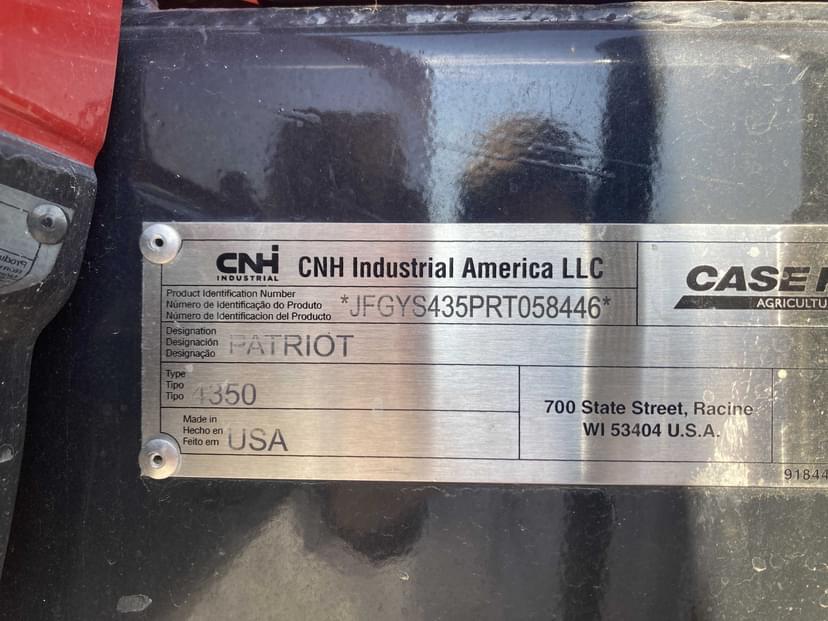 CNH INDUSTRIAL
CNH Industrial America LLC
CASE
AGRICULTU
Product Identification Number
Número de Identificação do Produto
Número de Identificacion del Producto
*JFGYS435PRT058446*
Designation
Designación
Designação
PATRIOT
Type
Tipo
Tipo
4350
Made in
Hecho en
Feito em
USA
700 State Street, Racine
WI 53404 U.S.A.
91844